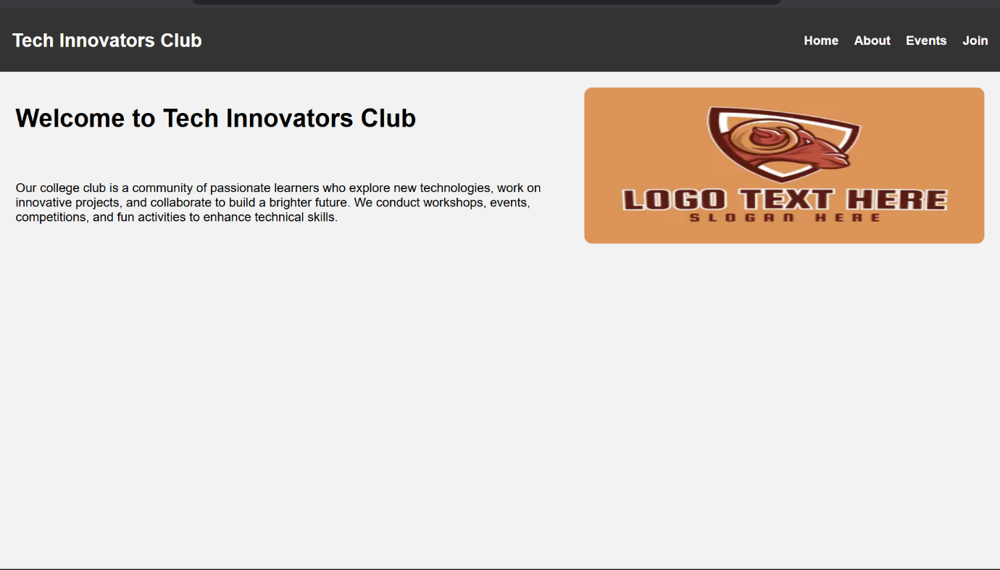 Tech Innovators Club
Home About Events Join
Welcome to Tech Innovators Club
Our college club is a community of passionate learners who explore new technologies, work on
innovative projects, and collaborate to build a brighter future. We conduct workshops, events,
competitions, and fun activities to enhance technical skills.
LOGO TEXT HERE
SLOGAN HERE